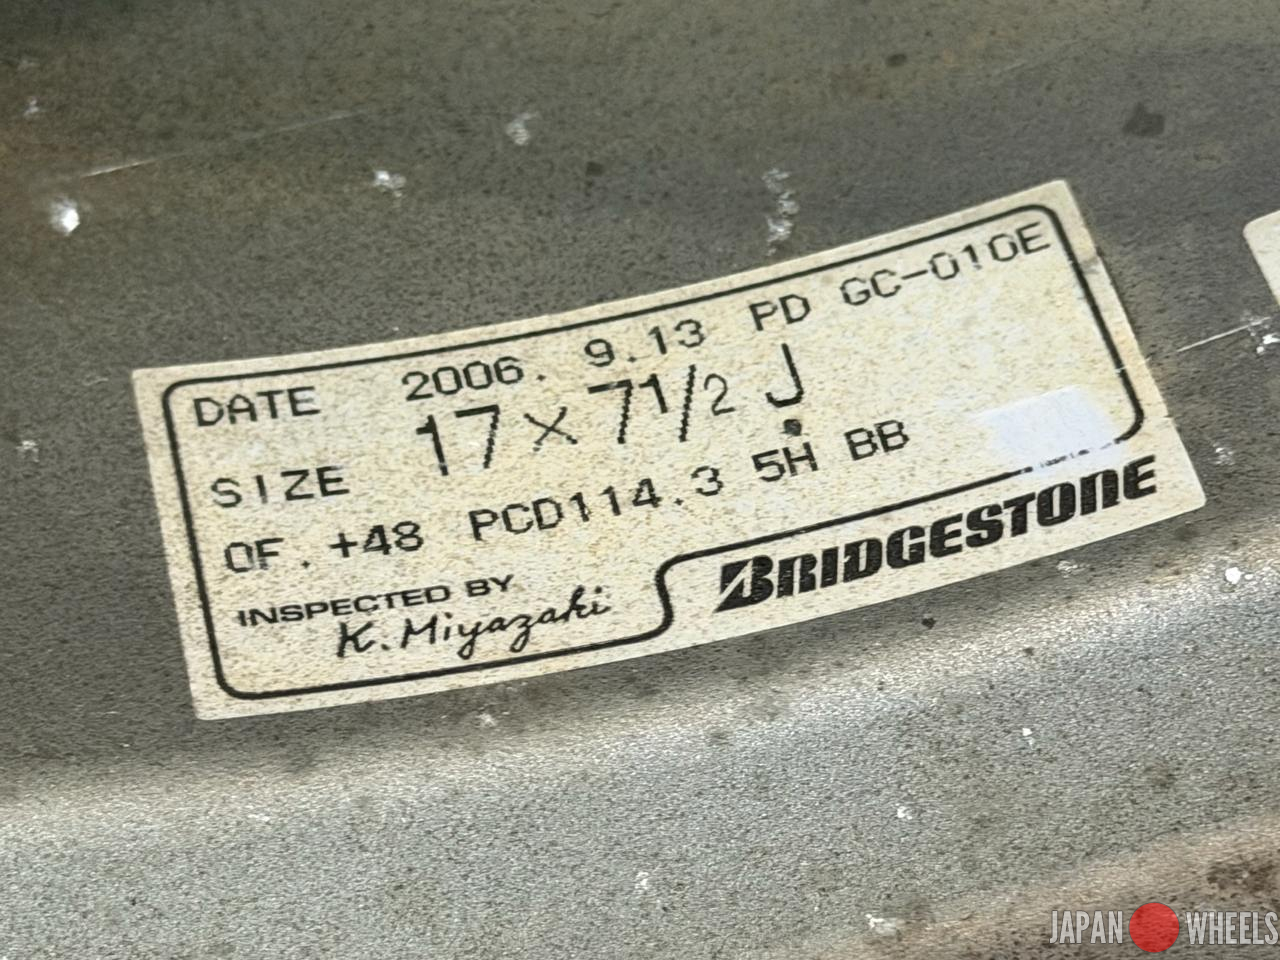 DATE 2006. 9.13 PD GC-010E
SIZE 17 × 7 1/2 J
OF. +48 PCD114.3 5H BB
INSPECTED BY
K. Miyazaki
BRIDGESTONE
JAPAN WHEELS